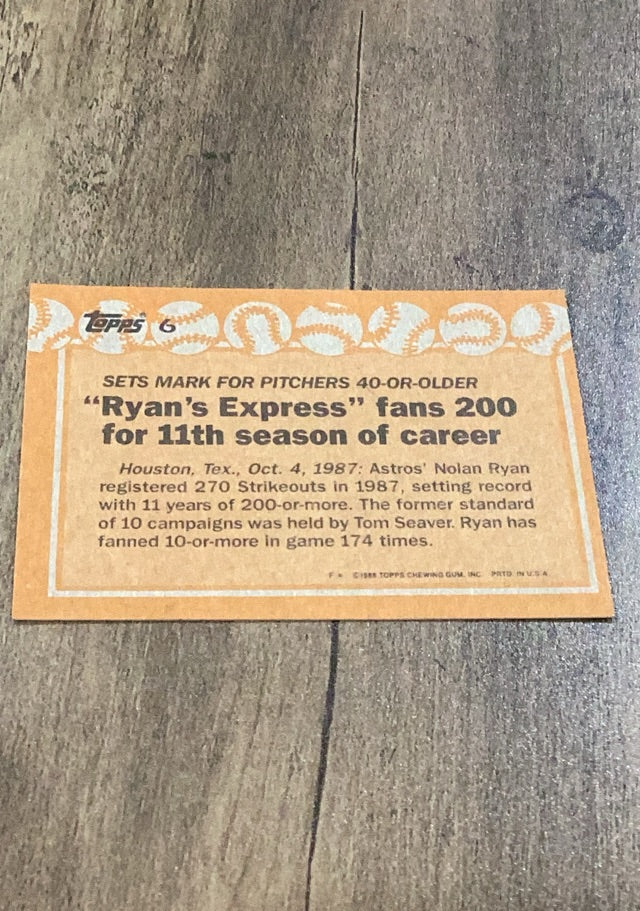 Topps® 6
SETS MARK FOR PITCHERS 40-OR-OLDER
“Ryan's Express” fans 200
for 11th season of career
Houston, Tex., Oct. 4, 1987: Astros' Nolan Ryan
registered 270 Strikeouts in 1987, setting record
with 11 years of 200-or-more. The former standard
of 10 campaigns was held by Tom Seaver. Ryan has
fanned 10-or-more in game 174 times.
F * ©1988 TOPPS CHEWING GUM, INC. PRTD. IN U.S.A.